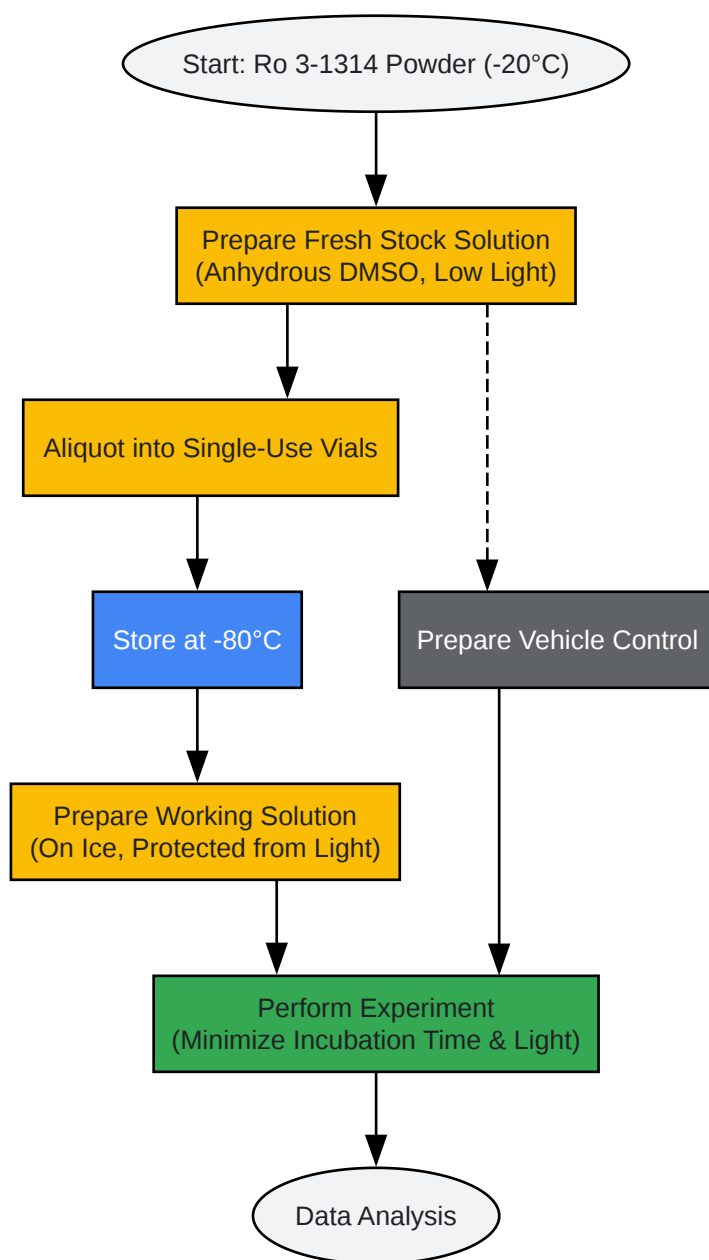 Start: Ro 3-1314 Powder (-20°C)
Prepare Fresh Stock Solution
(Anhydrous DMSO, Low Light)
Aliquot into Single-Use Vials
Store at -80°C
Prepare Vehicle Control
Prepare Working Solution
(On Ice, Protected from Light)
Perform Experiment
(Minimize Incubation Time & Light)
Data Analysis